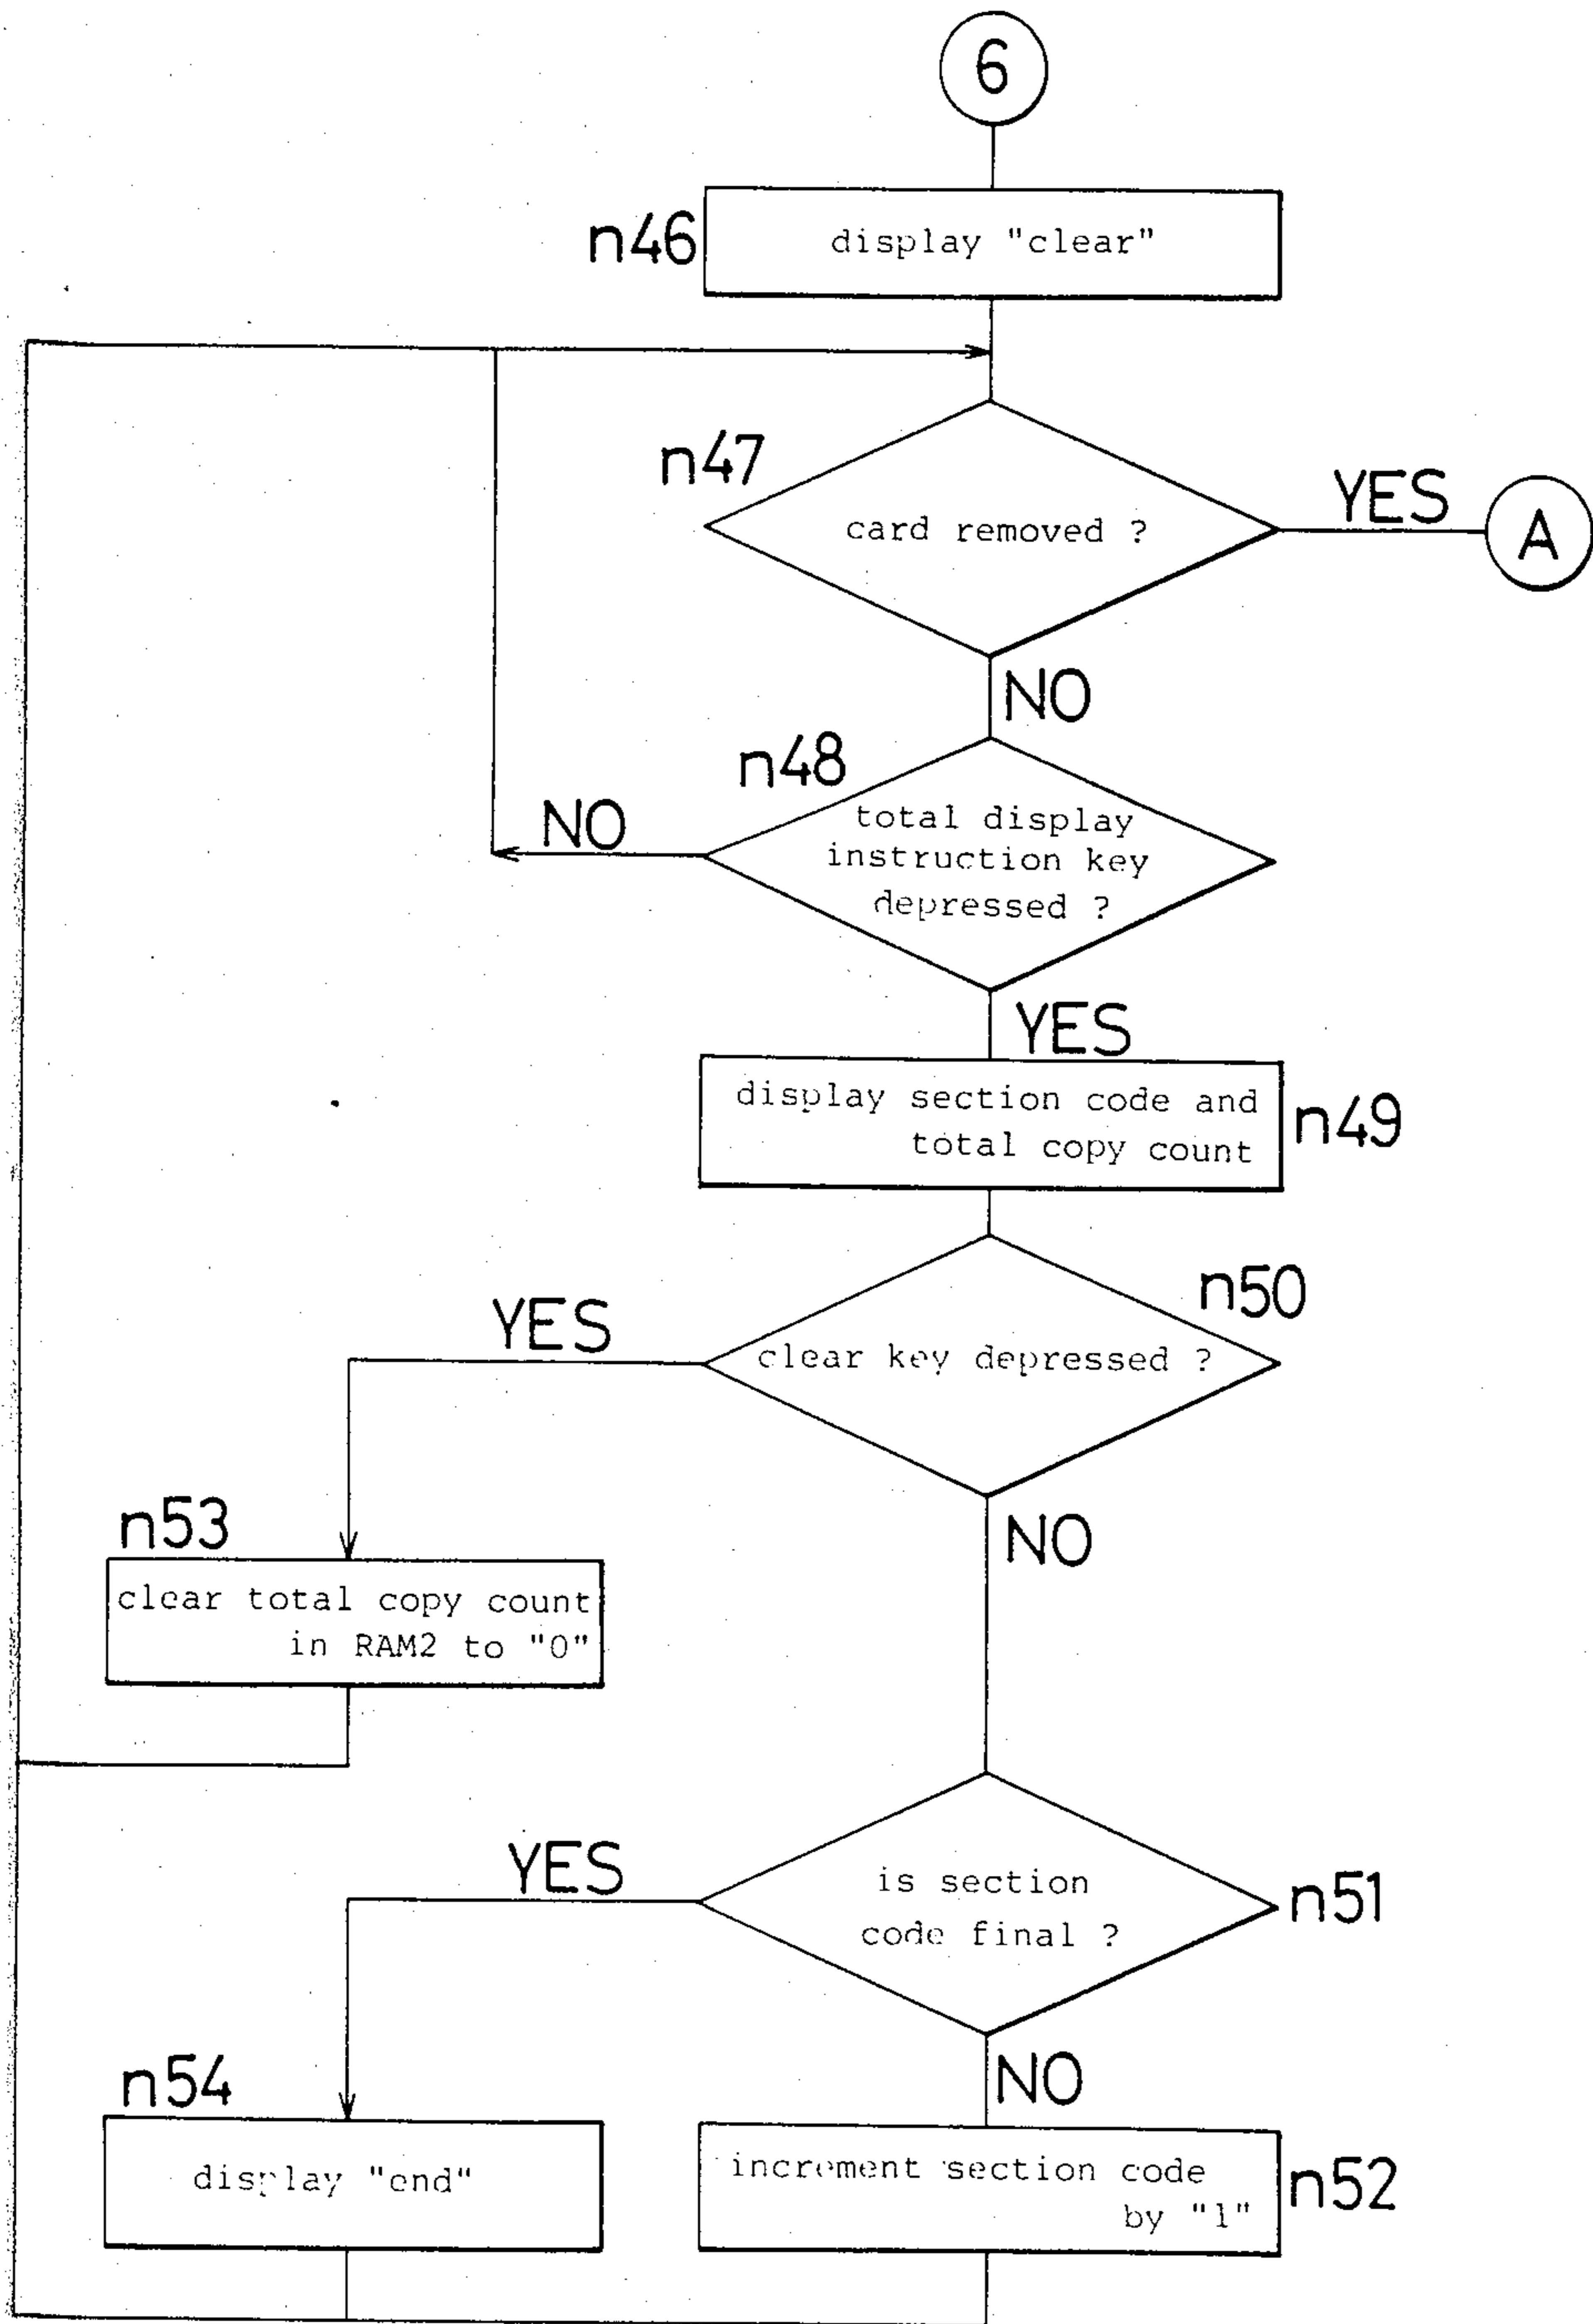 6
n46
display "clear"
n47
card removed ?
YES
A
NO
n48
total display
instruction key
depressed ?
NO
YES
display section code and
total copy count
n49
n50
clear key depressed ?
YES
NO
n53
clear total copy count
in RAM2 to "0"
YES
is section
code final ?
n51
NO
n54
display "end"
increment section code
by "1"
n52